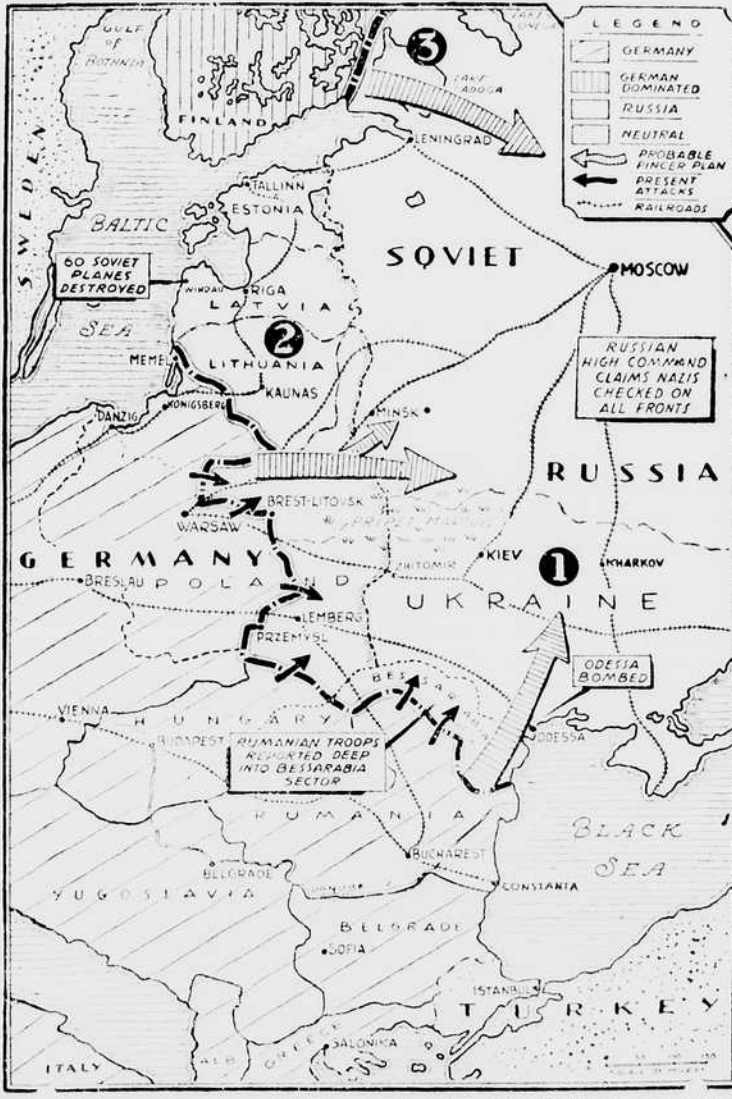 LEGEND
GERMANY
GERMAN
DOMINATED
RUSSIA
NEUTRAL
PROBABLE
PINCER PLAN
PRESENT
ATTACKS
RAILROADS
GULF
OF
BOTHNIA
LAKE
3
LAKE
LADOGA
FINLAND
LENINGRAD
SWEDEN
TALLINN
ESTONIA
BALTIC
SEA
SOVIET
MOSCOW
60 SOVIET
PLANES
DESTROYED
WINDAU
RIGA
LATVIA
2
MEMEL
LITHUANIA
KAUNAS
RUSSIAN
HIGH COMMAND
CLAIMS NAZIS
CHECKED ON
ALL FRONTS
DANZIG
KONIGSBERG
MINSK
RUSSIA
BREST-LITOVSK
WARSAW
PRIPET MARSHES
GERMANY
KIEV
1
KHARKOV
ZHITOMIR
BRESLAU
POLAND
UKRAINE
LEMBERG
PRZEMYSL
BESSARABIA
ODESSA
BOMBED
VIENNA
HUNGARY
BUDAPEST
RUMANIAN TROOPS
REPORTED DEEP
INTO BESSARABIA
SECTOR
ODESSA
RUMANIA
BLACK
SEA
BUCHAREST
BELGRADE
YUGOSLAVIA
DANUBE
CONSTANTA
BELGRADE
SOFIA
ISTANBUL
TURKEY
ITALY
ALB.
GREECE
SALONIKA